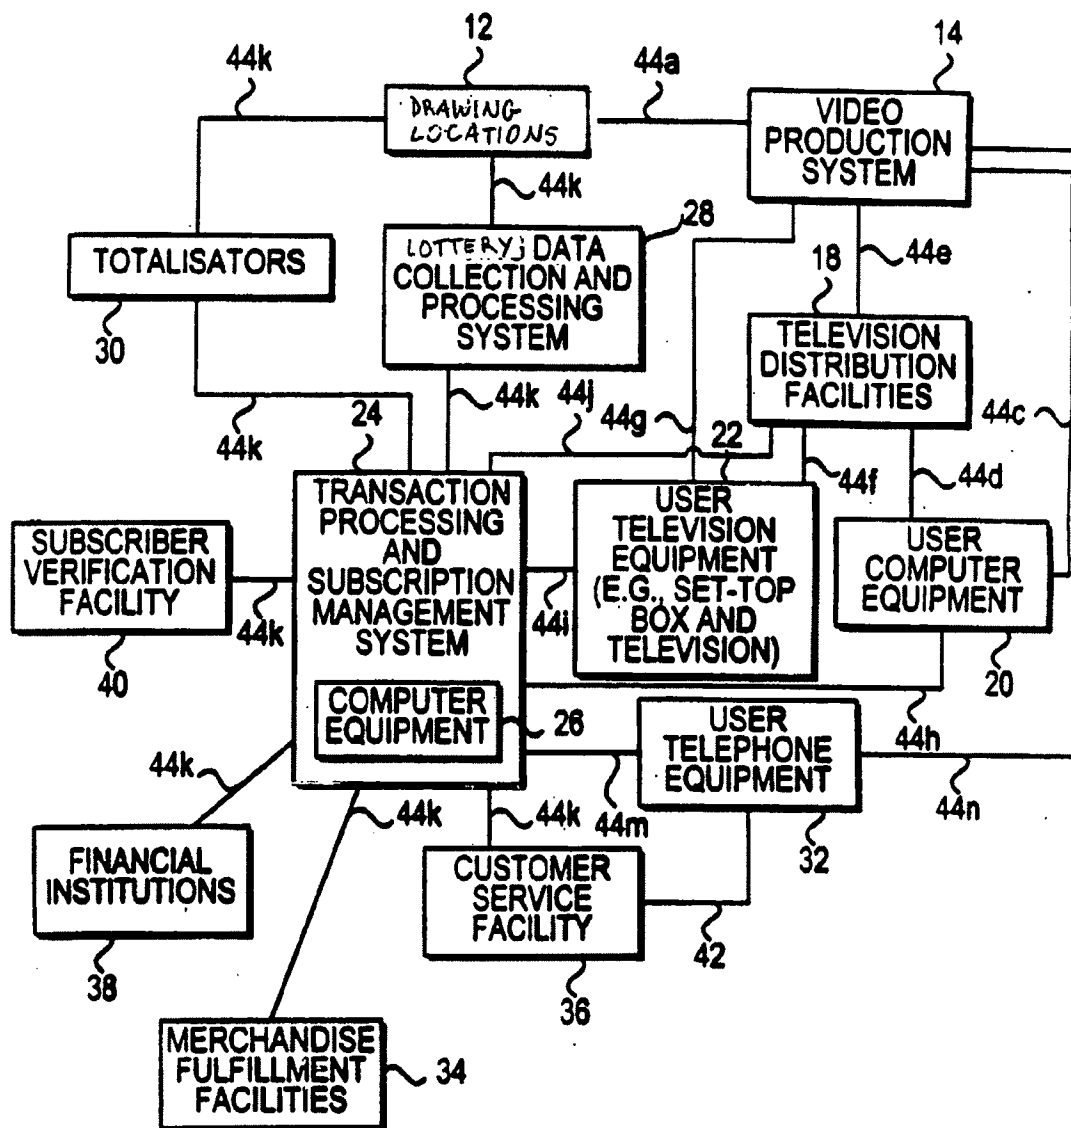 12
14
44k
44a
DRAWING
LOCATIONS
VIDEO
PRODUCTION
SYSTEM
44k
28
TOTALISATORS
LOTTERYj DATA
COLLECTION AND
PROCESSING
SYSTEM
18
44e
30
TELEVISION
DISTRIBUTION
FACILITIES
44k
24
44k
44j
44g
22
44f
44d
44c
TRANSACTION
PROCESSING
AND
SUBSCRIPTION
MANAGEMENT
SYSTEM
USER
TELEVISION
EQUIPMENT
(E.G., SET-TOP
BOX AND
TELEVISION)
USER
COMPUTER
EQUIPMENT
SUBSCRIBER
VERIFICATION
FACILITY
44k
44i
40
20
COMPUTER
EQUIPMENT
26
USER
TELEPHONE
EQUIPMENT
44h
44k
44k
44k
44m
44n
32
FINANCIAL
INSTITUTIONS
CUSTOMER
SERVICE
FACILITY
42
38
36
MERCHANDISE
FULFILLMENT
FACILITIES
34